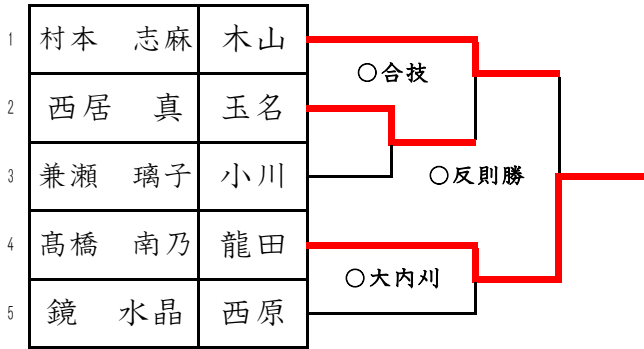 1 村本 志麻 木山
○合技
2 西居 真 玉名
3 兼瀬 璃子 小川
○反則勝
4 髙橋 南乃 龍田
○大内刈
5 鏡 水晶 西原